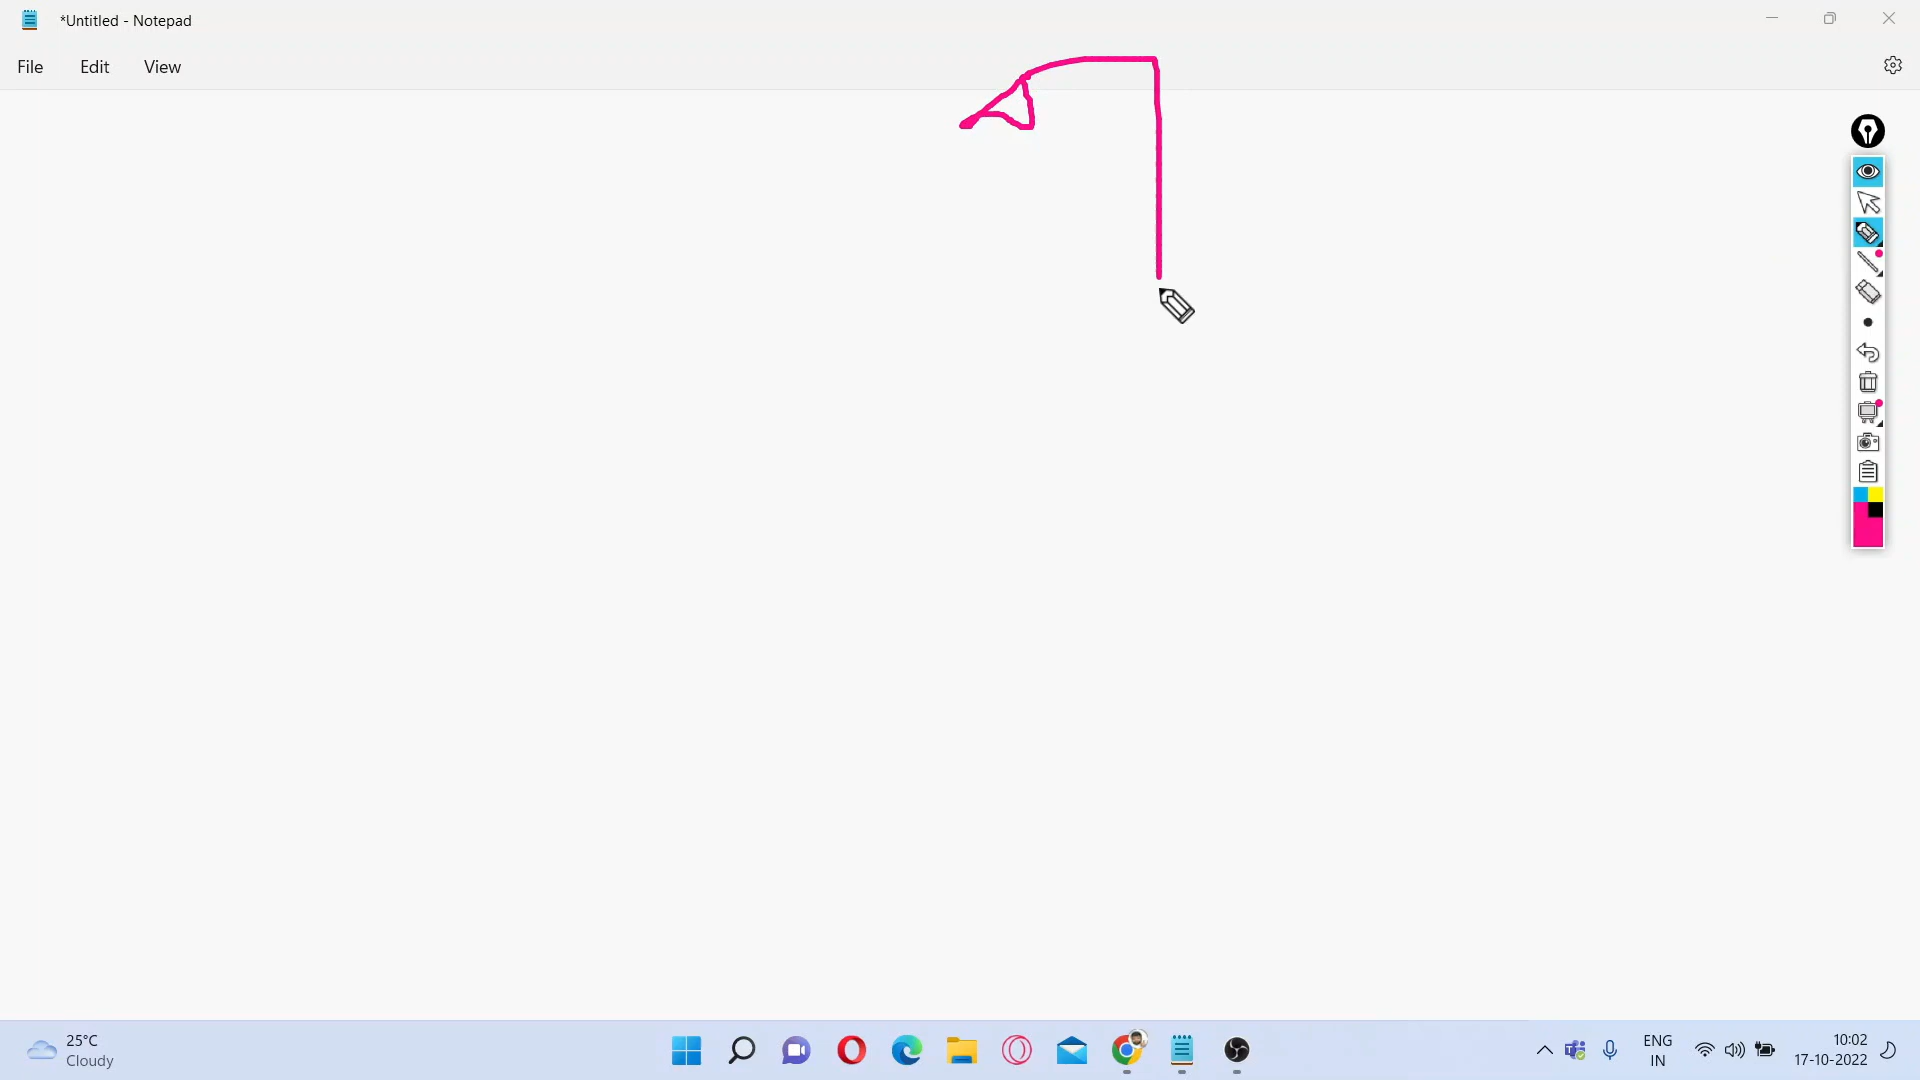 *Untitled - Notepad
File Edit View
25°C
Cloudy
ENG
IN
10:02
17-10-2022